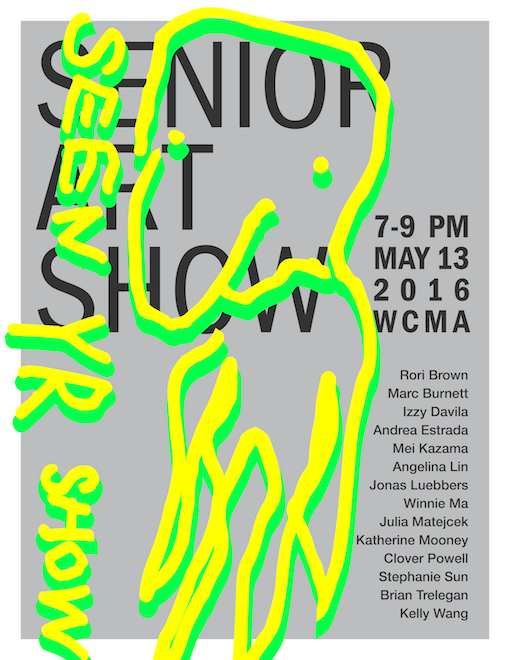 SENIOR
ART
SHOW
SEEN YR SHOW
7-9 PM
MAY 13
2016
WCMA
Rori Brown
Marc Burnett
Izzy Davila
Andrea Estrada
Mei Kazama
Angelina Lin
Jonas Luebbers
Winnie Ma
Julia Matejcek
Katherine Mooney
Clover Powell
Stephanie Sun
Brian Trelegan
Kelly Wang